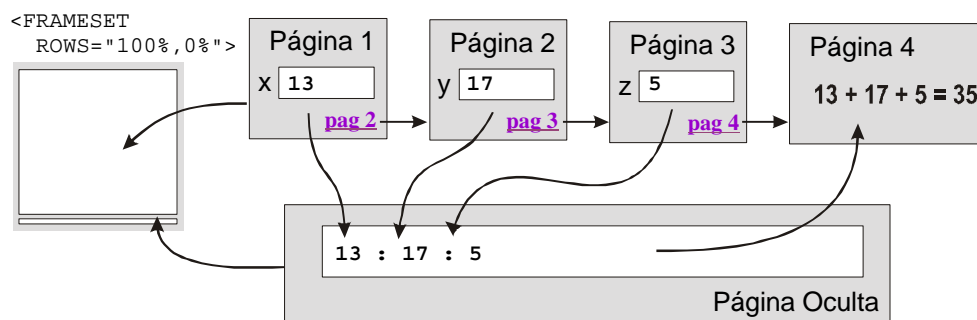 <FRAMESET
ROWS="100%,0%">
Página 1
x 13
pag 2
Página 2
y 17
pag 3
Página 3
z 5
pag 4
Página 4
13 + 17 + 5 = 35
13 : 17 : 5
Página Oculta